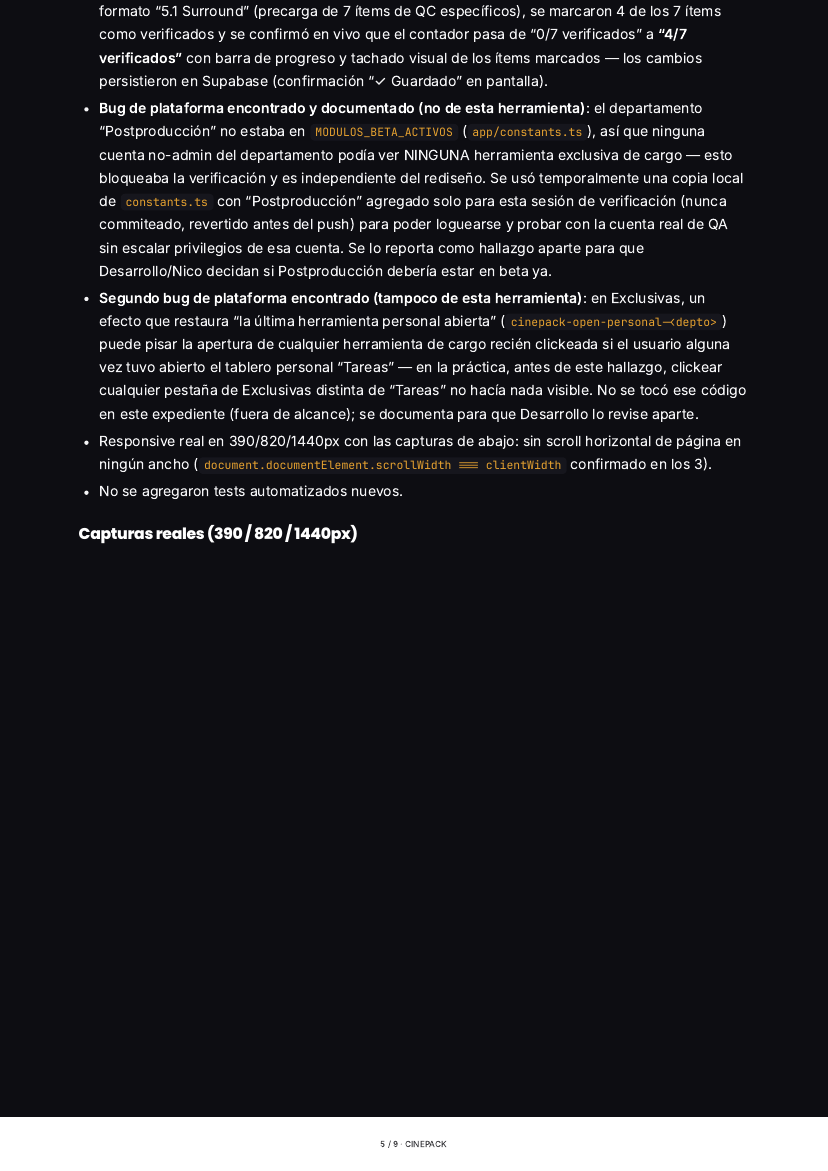 formato “5.1 Surround” (precarga de 7 ítems de QC específicos), se marcaron 4 de los 7 ítems
como verificados y se confirmó en vivo que el contador pasa de “0/7 verificados” a “4/7
verificados” con barra de progreso y tachado visual de los ítems marcados — los cambios
persistieron en Supabase (confirmación “✓ Guardado” en pantalla).
• Bug de plataforma encontrado y documentado (no de esta herramienta): el departamento
“Postproducción” no estaba en MODULOS_BETA_ACTIVOS ( app/constants.ts ), así que ninguna
cuenta no-admin del departamento podía ver NINGUNA herramienta exclusiva de cargo — esto
bloqueaba la verificación y es independiente del rediseño. Se usó temporalmente una copia local
de constants.ts con “Postproducción” agregado solo para esta sesión de verificación (nunca
commiteado, revertido antes del push) para poder loguearse y probar con la cuenta real de QA
sin escalar privilegios de esa cuenta. Se lo reporta como hallazgo aparte para que
Desarrollo/Nico decidan si Postproducción debería estar en beta ya.
• Segundo bug de plataforma encontrado (tampoco de esta herramienta): en Exclusivas, un
efecto que restaura “la última herramienta personal abierta” ( cinepack-open-personal-<depto> )
puede pisar la apertura de cualquier herramienta de cargo recién clickeada si el usuario alguna
vez tuvo abierto el tablero personal “Tareas” — en la práctica, antes de este hallazgo, clickear
cualquier pestaña de Exclusivas distinta de “Tareas” no hacía nada visible. No se tocó ese código
en este expediente (fuera de alcance); se documenta para que Desarrollo lo revise aparte.
• Responsive real en 390/820/1440px con las capturas de abajo: sin scroll horizontal de página en
ningún ancho ( document.documentElement.scrollWidth === clientWidth confirmado en los 3).
• No se agregaron tests automatizados nuevos.
Capturas reales (390 / 820 / 1440px)
5 / 9 · CINEPACK